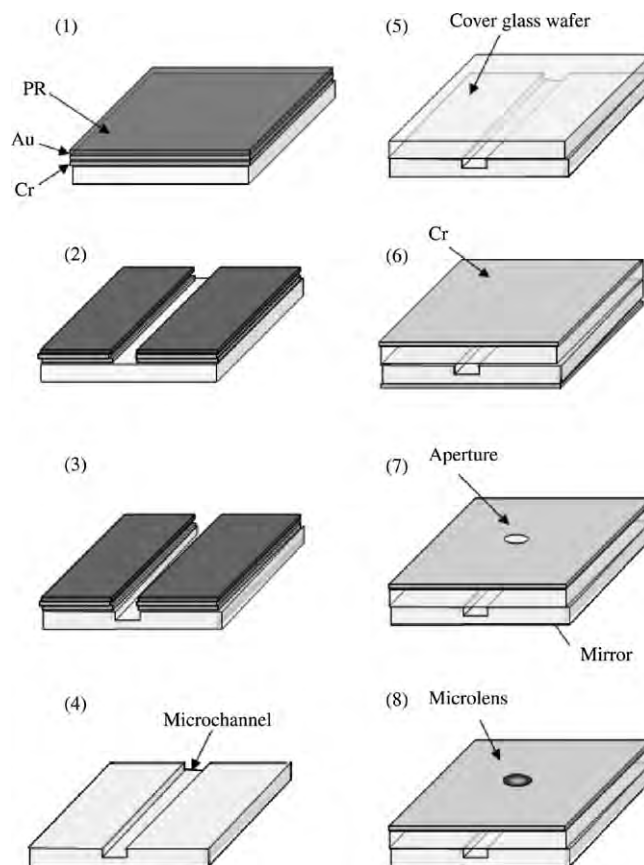 (1)
PR
Au
Cr
(2)
(3)
(4)
Microchannel
(5)
Cover glass wafer
(6)
Cr
(7)
Aperture
Mirror
(8)
Microlens